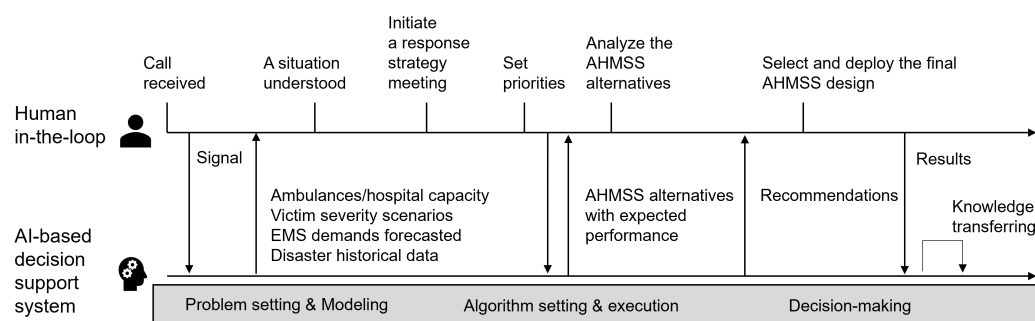 Call
received
A situation
understood
Initiate
a response
strategy
meeting
Set
priorities
Analyze the
AHMSS
alternatives
Select and deploy the final
AHMSS design
Human
in-the-loop
Signal
Results
Ambulances/hospital capacity
Victim severity scenarios
EMS demands forecasted
Disaster historical data
AHMSS alternatives
with expected
performance
Recommendations
Knowledge
transferring
AI-based
decision
support
system
Problem setting & Modeling
Algorithm setting & execution
Decision-making